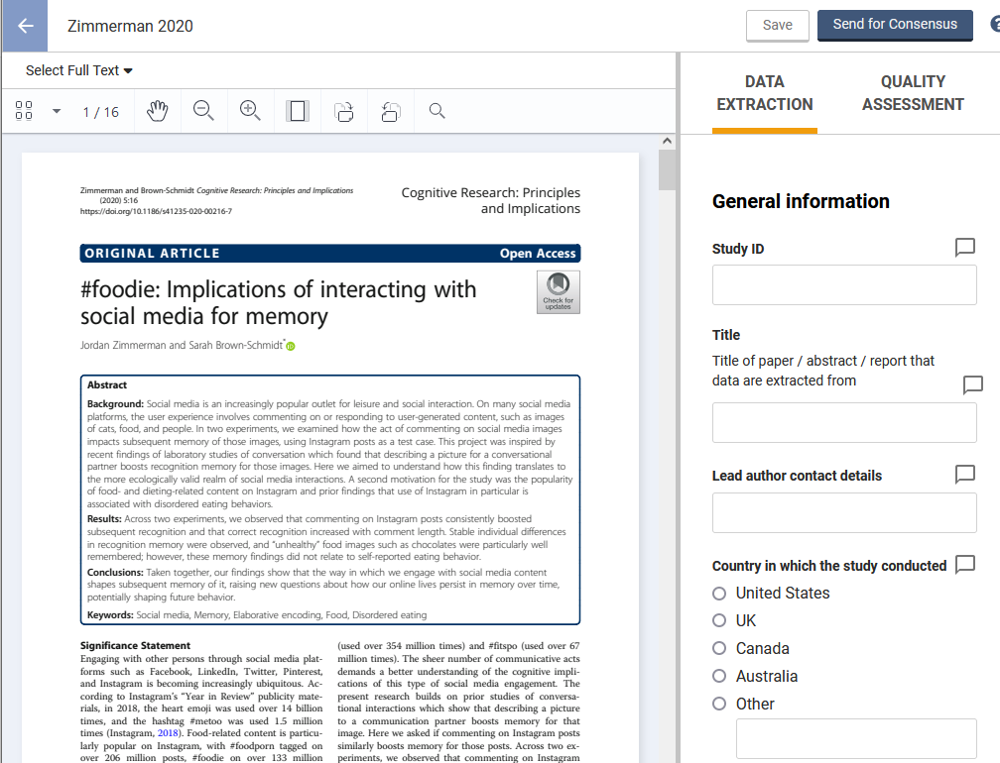 Zimmerman 2020
Save
Send for Consensus
?
Select Full Text
1 / 16
Zimmerman and Brown-Schmidt Cognitive Research: Principles and Implications
(2020) 5:16
https://doi.org/10.1186/s41235-020-00216-7
Cognitive Research: Principles
and Implications
ORIGINAL ARTICLE
Open Access
#foodie: Implications of interacting with
social media for memory
Check for
updates
Jordan Zimmerman and Sarah Brown-Schmidt* iD
Abstract
Background: Social media is an increasingly popular outlet for leisure and social interaction. On many social media
platforms, the user experience involves commenting on or responding to user-generated content, such as images
of cats, food, and people. In two experiments, we examined how the act of commenting on social media images
impacts subsequent memory of those images, using Instagram posts as a test case. This project was inspired by
recent findings of laboratory studies of conversation which found that describing a picture for a conversational
partner boosts recognition memory for those images. Here we aimed to understand how this finding translates to
the more ecologically valid realm of social media interactions. A second motivation for the study was the popularity
of food- and dieting-related content on Instagram and prior findings that use of Instagram in particular is
associated with disordered eating behaviors.
Results: Across two experiments, we observed that commenting on Instagram posts consistently boosted
subsequent recognition and that correct recognition increased with comment length. Stable individual differences
in recognition memory were observed, and "unhealthy" food images such as chocolates were particularly well
remembered; however, these memory findings did not relate to self-reported eating behavior.
Conclusions: Taken together, our findings show that the way in which we engage with social media content
shapes subsequent memory of it, raising new questions about how our online lives persist in memory over time,
potentially shaping future behavior.
Keywords: Social media, Memory, Elaborative encoding, Food, Disordered eating
Significance Statement
Engaging with other persons through social media plat-
forms such as Facebook, LinkedIn, Twitter, Pinterest,
and Instagram is becoming increasingly ubiquitous. Ac-
cording to Instagram's "Year in Review" publicity mate-
rials, in 2018, the heart emoji was used over 14 billion
times, and the hashtag #metoo was used 1.5 million
times (Instagram, 2018). Food-related content is particu-
larly popular on Instagram, with #foodporn tagged on
over 206 million posts, #foodie on over 133 million
(used over 354 million times) and #fitspo (used over 67
million times). The sheer number of communicative acts
demands a better understanding of the cognitive impli-
cations of this type of social media engagement. The
present research builds on prior studies of conversa-
tional interactions which show that describing a picture
to a communication partner boosts memory for that
image. Here we asked if commenting on Instagram posts
similarly boosts memory for those posts. Across two ex-
periments, we observed that commenting on Instagram
DATA
EXTRACTION
QUALITY
ASSESSMENT
General information
Study ID
Title
Title of paper / abstract / report that
data are extracted from
Lead author contact details
Country in which the study conducted
United States
UK
Canada
Australia
Other